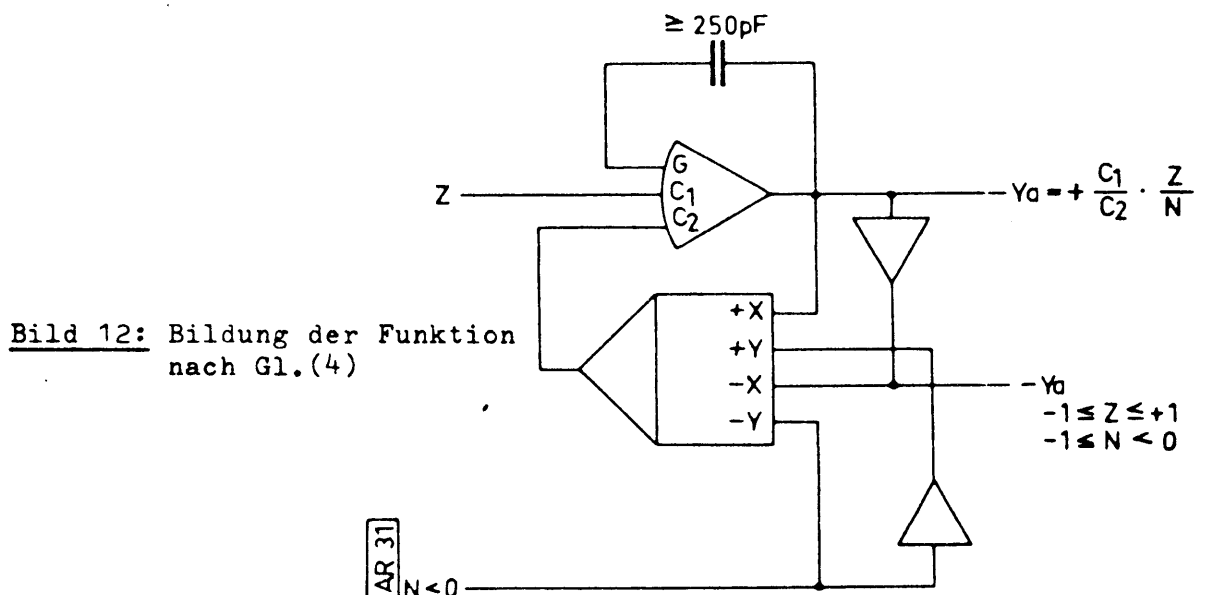 ≥ 250pF
G
Z
C₁
C₂
— Ya = + C₁/C₂ · Z/N
+X
+Y
-X
-Y
Bild 12: Bildung der Funktion
nach Gl.(4)
— -Ya
-1 ≤ Z ≤ +1
-1 ≤ N < 0
AR 31
N < 0